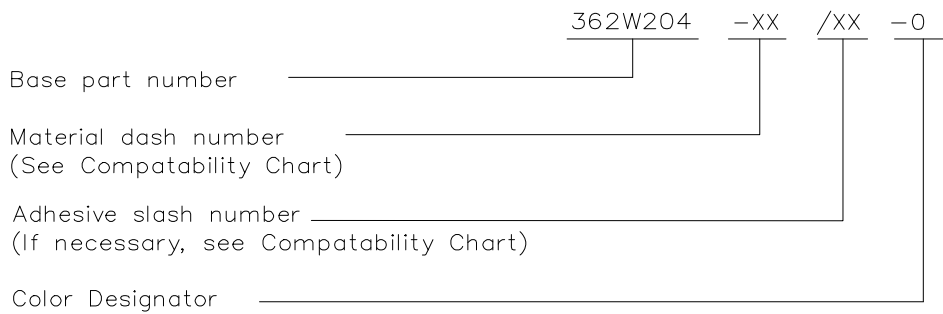 362W204 -XX /XX -0
Base part number
Material dash number
(See Compatability Chart)
Adhesive slash number
(If necessary, see Compatability Chart)
Color Designator